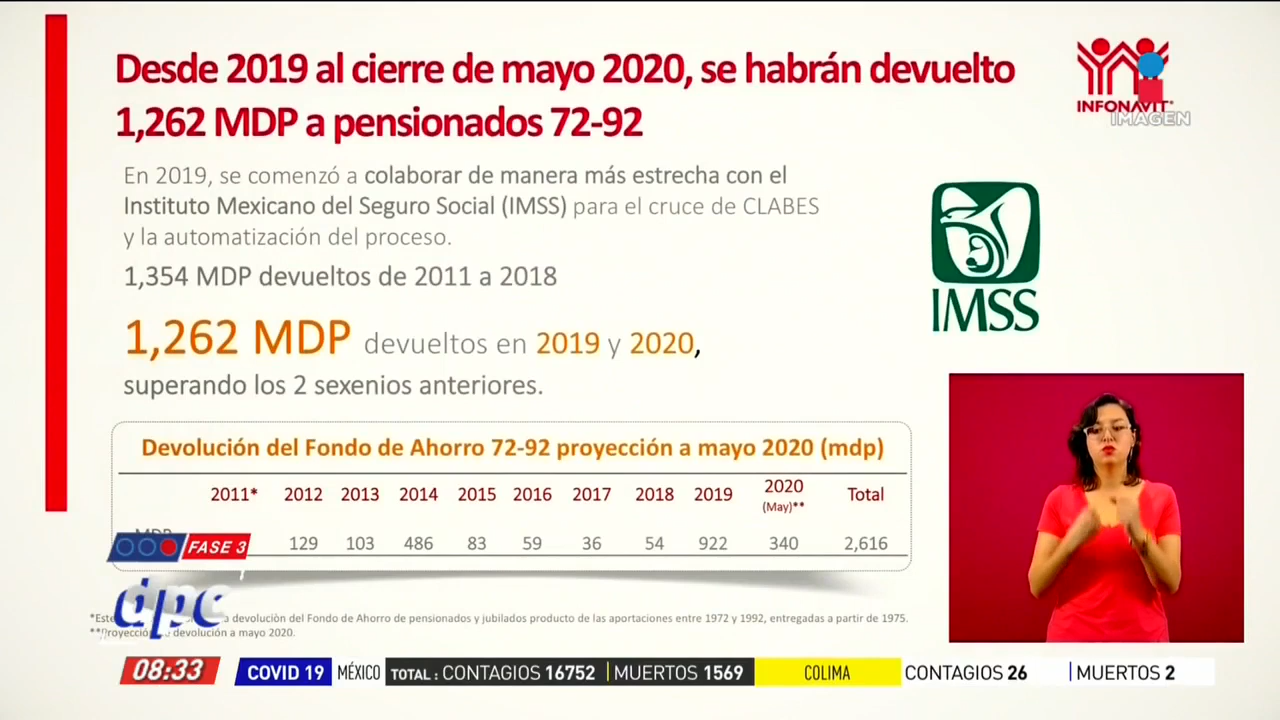 Desde 2019 al cierre de mayo 2020, se habrán devuelto
1,262 MDP a pensionados 72-92
INFONAVIT
IMAGEN
En 2019, se comenzó a colaborar de manera más estrecha con el
Instituto Mexicano del Seguro Social (IMSS) para el cruce de CLABES
y la automatización del proceso.
1,354 MDP devueltos de 2011 a 2018
IMSS
1,262 MDP devueltos en 2019 y 2020,
superando los 2 sexenios anteriores.
Devolución del Fondo de Ahorro 72-92 proyección a mayo 2020 (mdp)
2011* 2012 2013 2014 2015 2016 2017 2018 2019 2020 (May)** Total
129 103 486 83 59 36 54 922 340 2,616
FASE 3
dpc
devoluciòn del Fondo de Ahorro de pensionados y jubilados producto de las aportaciones entre 1972 y 1992, entregadas a partir de 1975.
devolución a mayo 2020.
08:33 COVID 19 MÉXICO TOTAL : CONTAGIOS 16752 MUERTOS 1569 COLIMA CONTAGIOS 26 MUERTOS 2